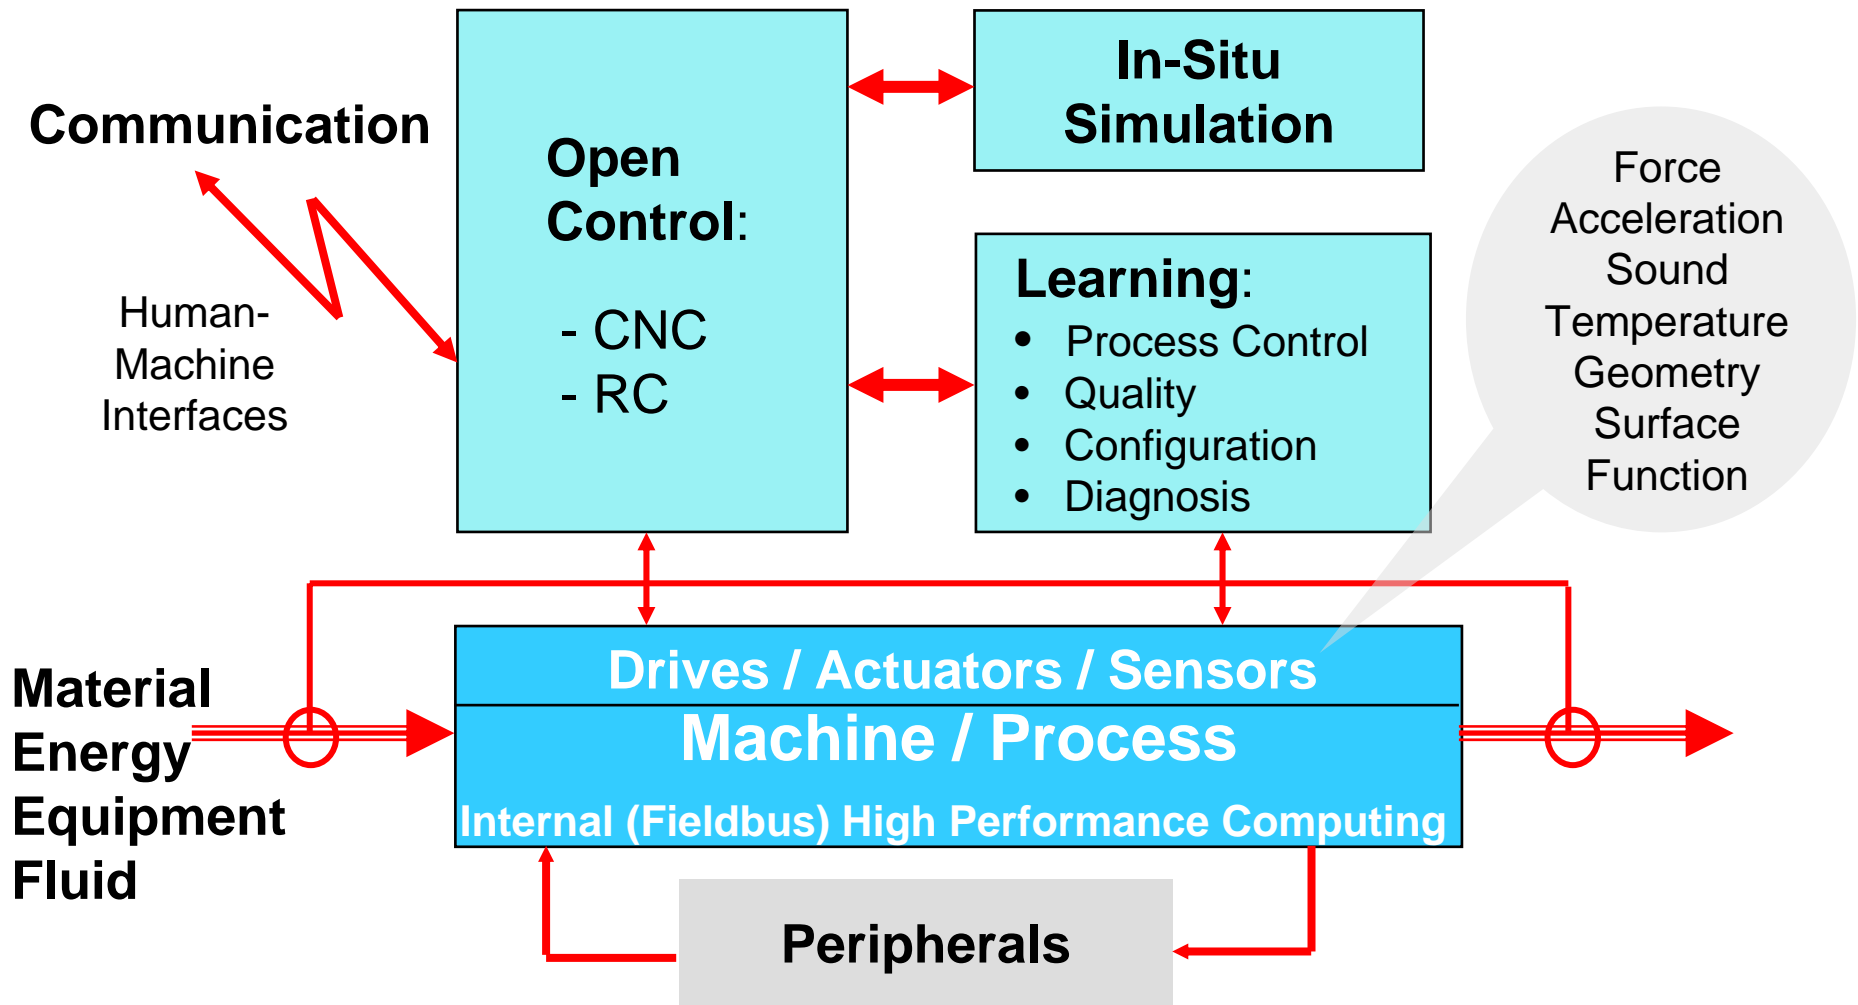 Communication
Human-
Machine
Interfaces
Open
Control:
- CNC
- RC
In-Situ
Simulation
Learning:
• Process Control
• Quality
• Configuration
• Diagnosis
Force
Acceleration
Sound
Temperature
Geometry
Surface
Function
Material
Energy
Equipment
Fluid
Drives / Actuators / Sensors
Machine / Process
Internal (Fieldbus) High Performance Computing
Peripherals